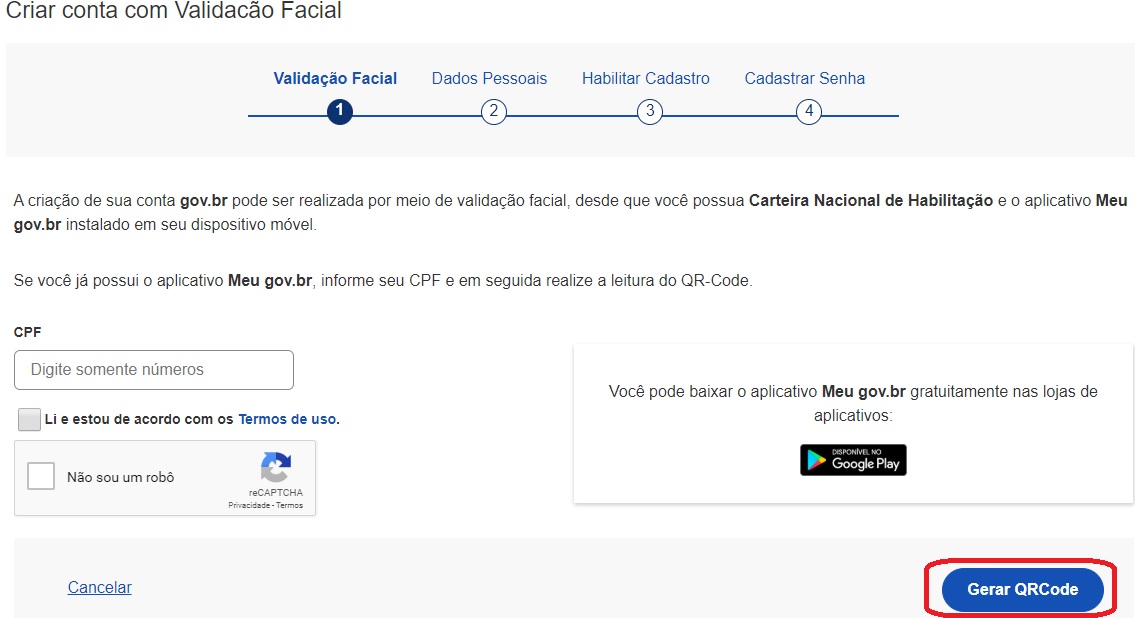 Criar conta com Validacão Facial
Validação Facial Dados Pessoais Habilitar Cadastro Cadastrar Senha
1 2 3 4
A criação de sua conta gov.br pode ser realizada por meio de validação facial, desde que você possua Carteira Nacional de Habilitação e o aplicativo Meu
gov.br instalado em seu dispositivo móvel.
Se você já possui o aplicativo Meu gov.br, informe seu CPF e em seguida realize a leitura do QR-Code.
CPF
Digite somente números
Li e estou de acordo com os Termos de uso.
Não sou um robô
reCAPTCHA
Privacidade - Termos
Você pode baixar o aplicativo Meu gov.br gratuitamente nas lojas de
aplicativos:
DISPONÍVEL NO
Google Play
Cancelar
Gerar QRCode